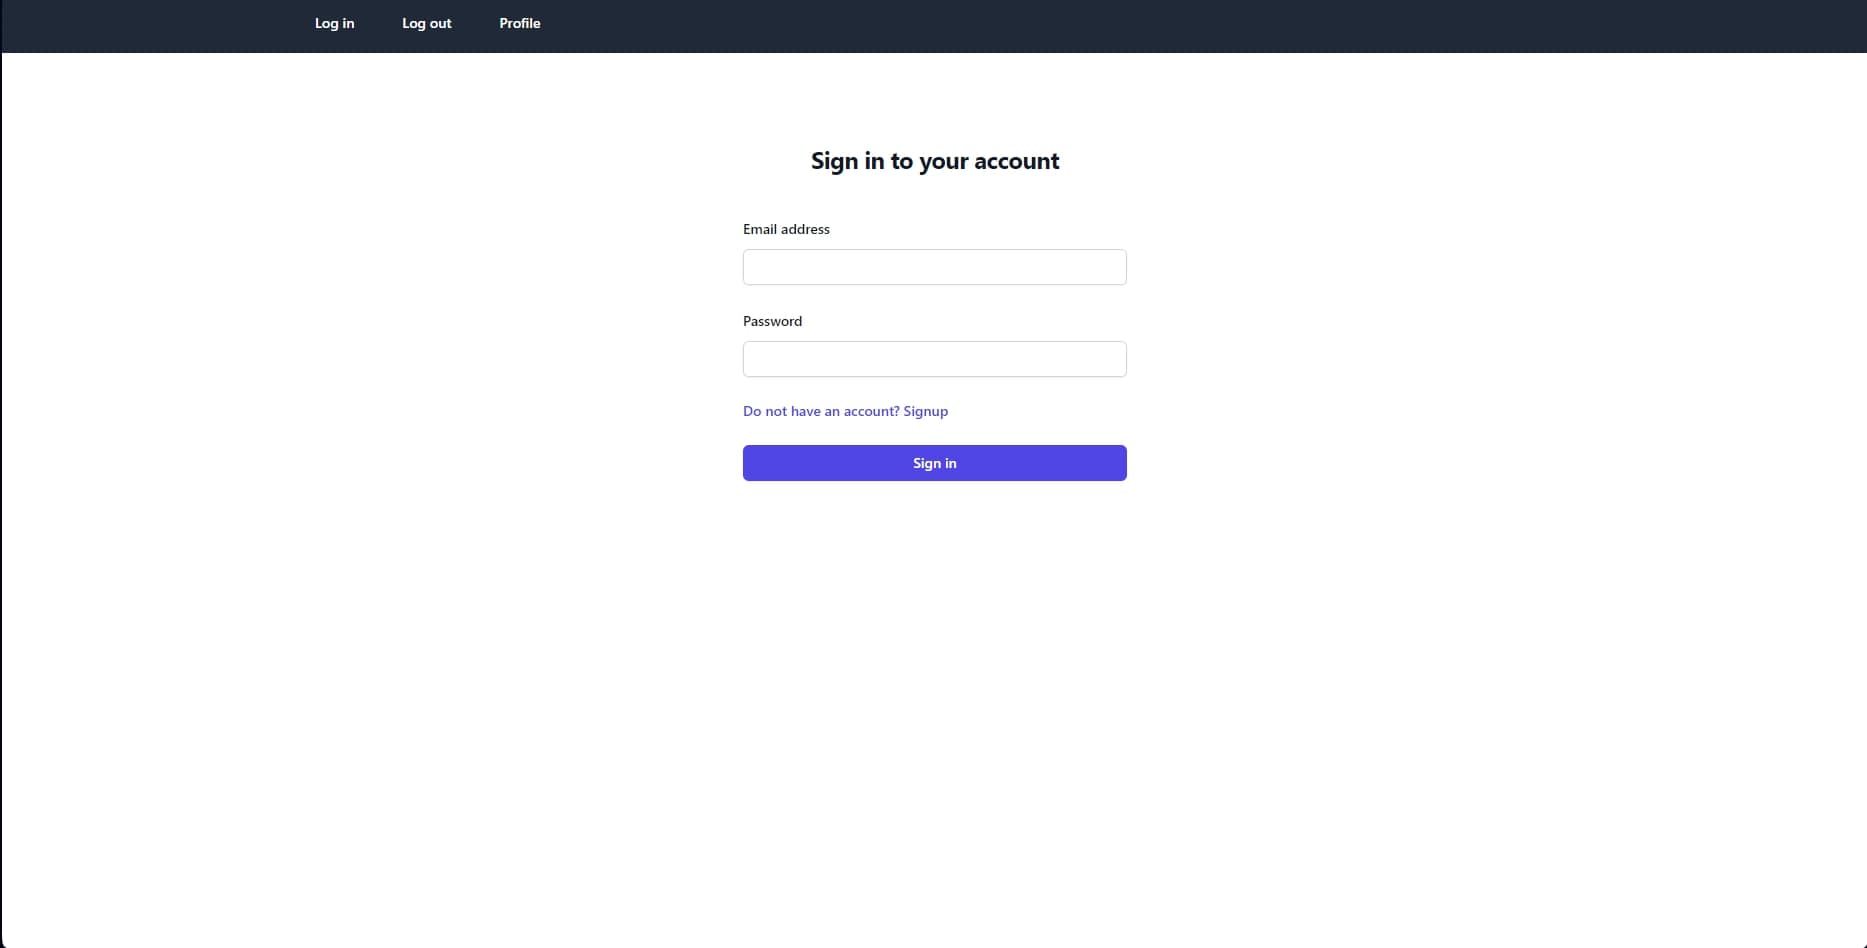 Log in Log out Profile
Sign in to your account
Email address
Password
Do not have an account? Signup
Sign in